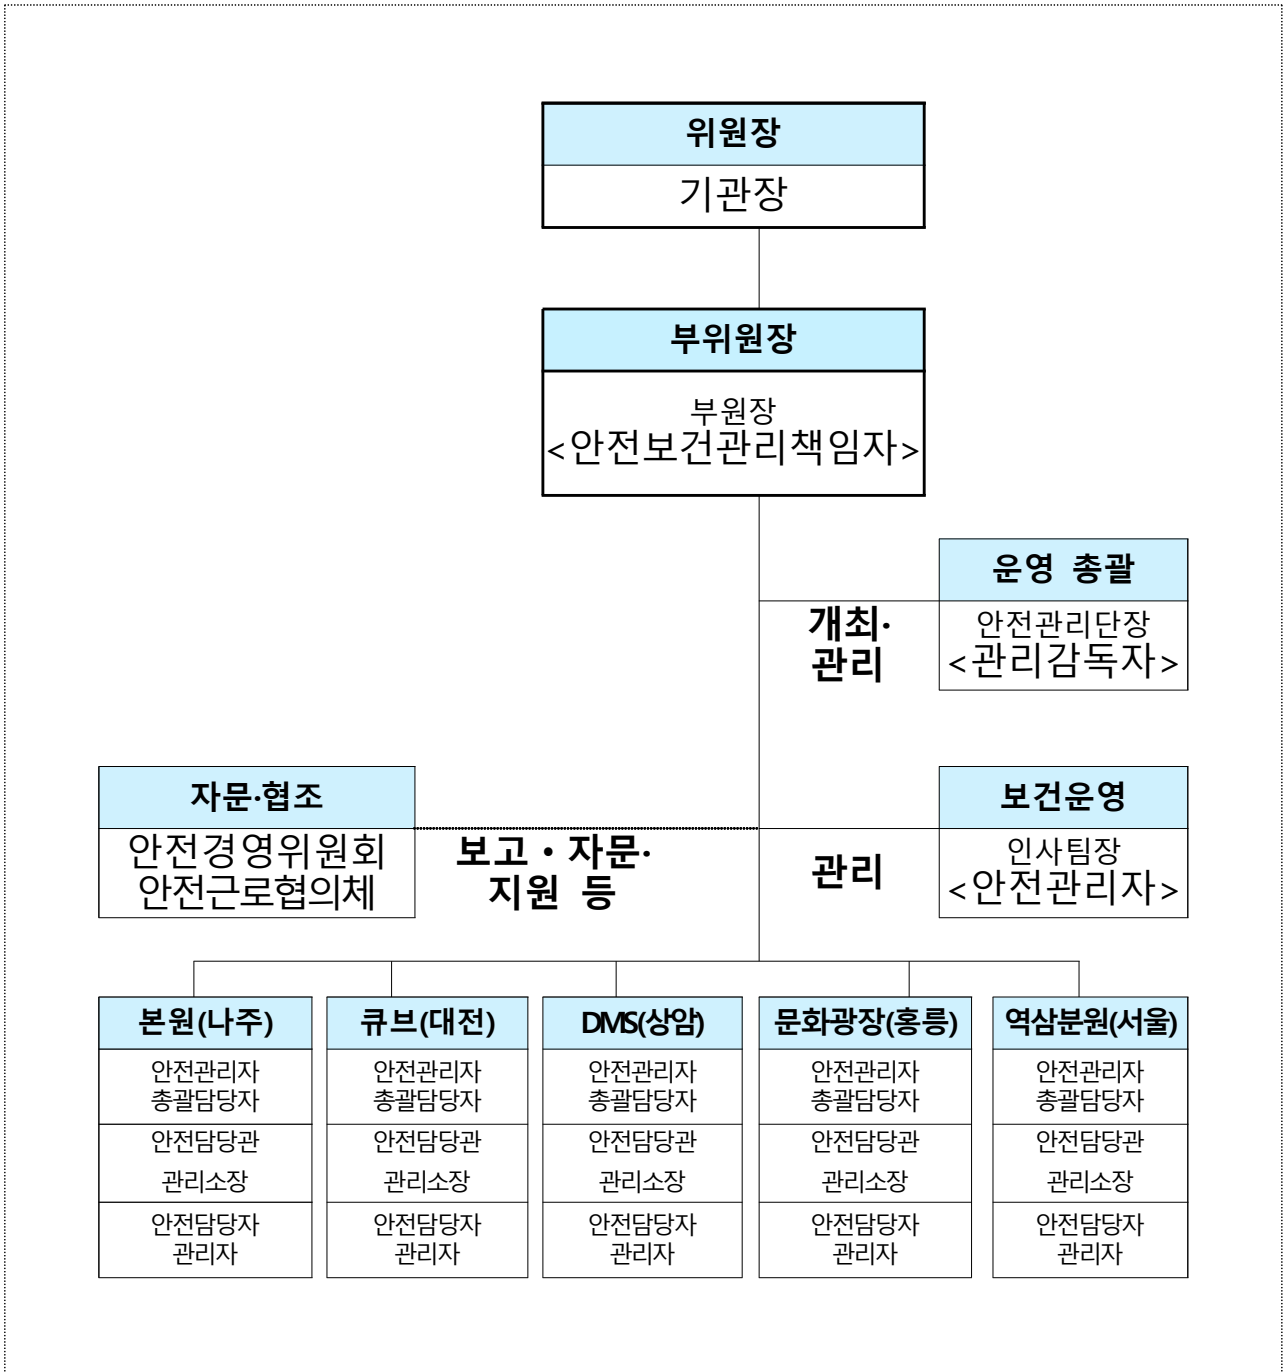 위원장
기관장
부위원장
부원장
<안전보건관리책임자>
운영 총괄
안전관리단장
<관리감독자>
개최·
관리
자문·협조
안전경영위원회
안전근로협의체
보고·자문·
지원 등
관리
보건운영
인사팀장
<안전관리자>
본원(나주)
안전관리자
총괄담당자
안전담당관
관리소장
안전담당자
관리자
큐브(대전)
안전관리자
총괄담당자
안전담당관
관리소장
안전담당자
관리자
DMS(상암)
안전관리자
총괄담당자
안전담당관
관리소장
안전담당자
관리자
문화광장(홍릉)
안전관리자
총괄담당자
안전담당관
관리소장
안전담당자
관리자
역삼분원(서울)
안전관리자
총괄담당자
안전담당관
관리소장
안전담당자
관리자